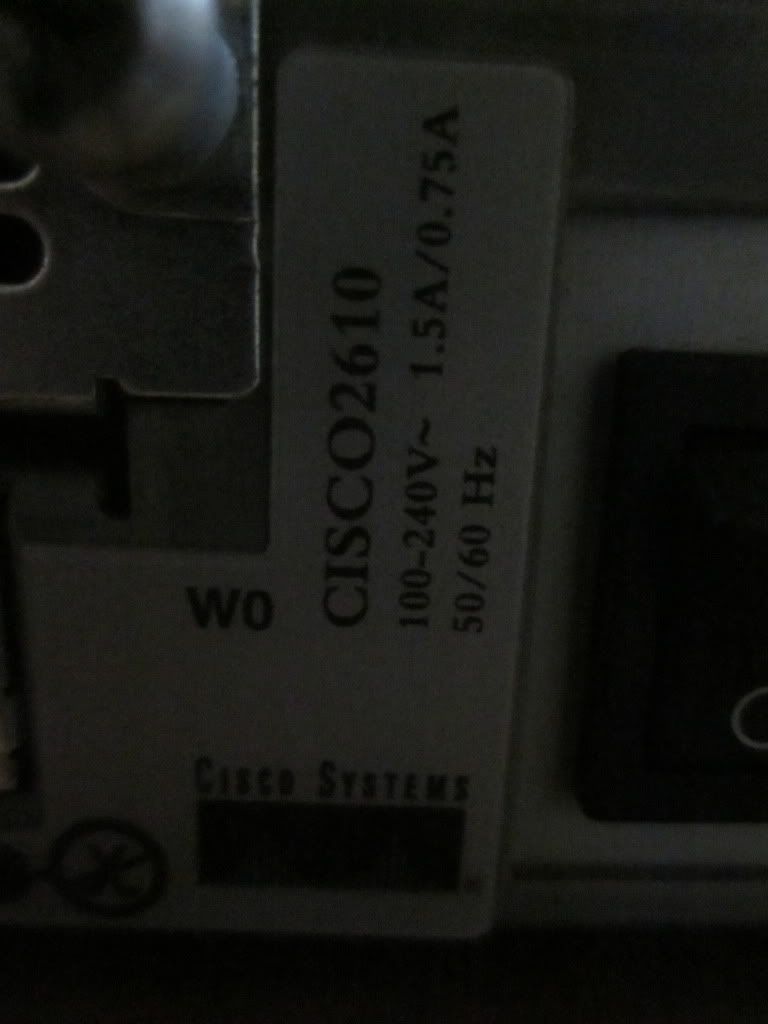 CISCO2610
100-240V~ 1.5A/0.75A
50/60 Hz
W0
CISCO SYSTEMS